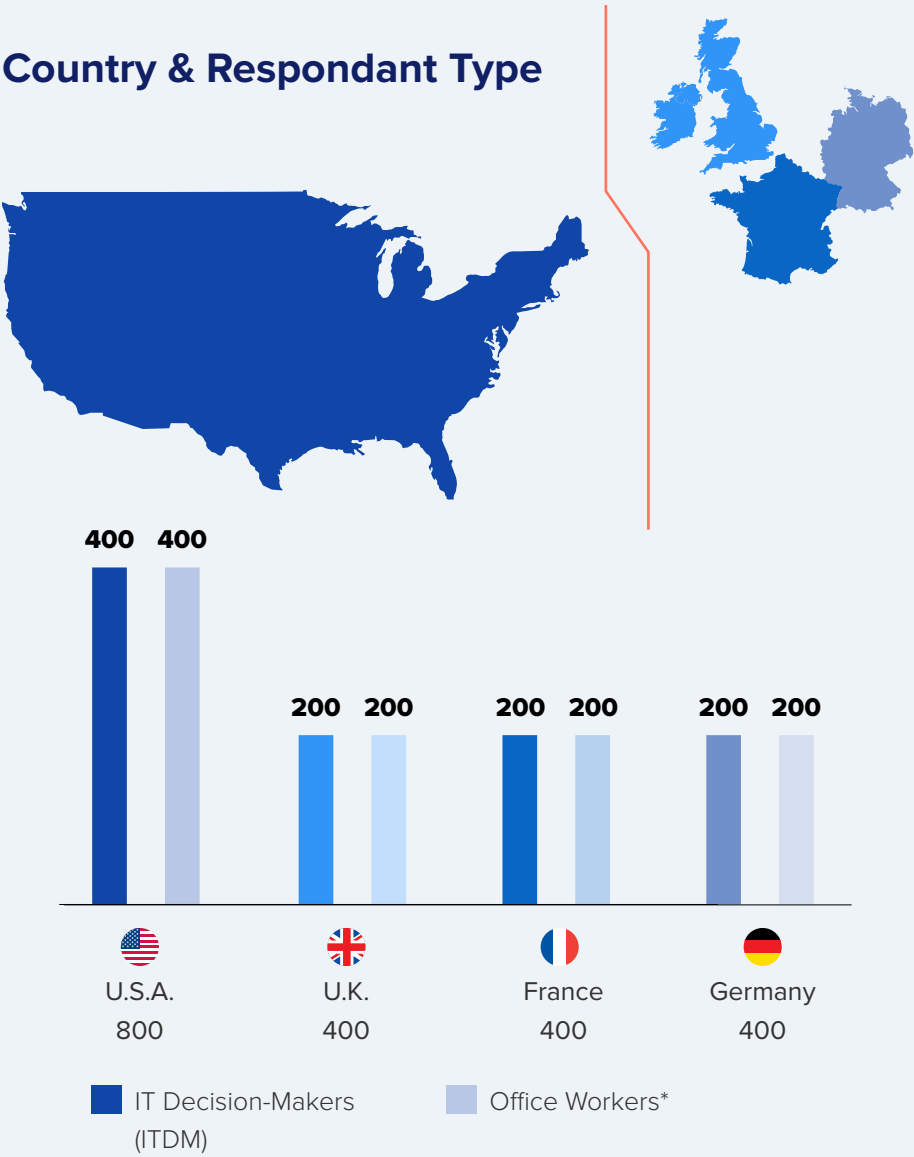 Country & Respondant Type
400 400
200 200
200 200
200 200
U.S.A.
800
U.K.
400
France
400
Germany
400
IT Decision-Makers
(ITDM)
Office Workers*